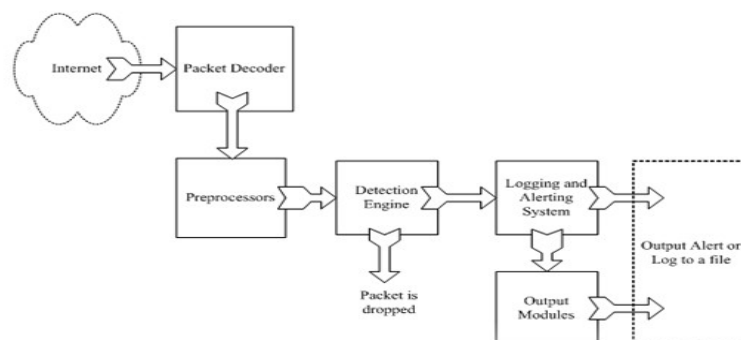 Internet
Packet Decoder
Preprocessors
Detection
Engine
Logging and
Alerting
System
Output Alert or
Log to a file
Packet is
dropped
Output
Modules